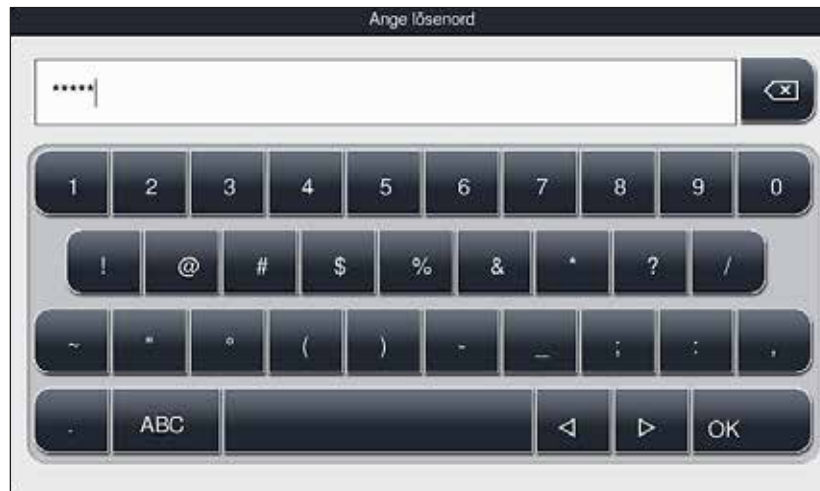 Ange lösenord
*****
1 2 3 4 5 6 7 8 9 0
! @ # $ % & * ? /
~ " ° ( ) - _ ; : ,
. ABC OK